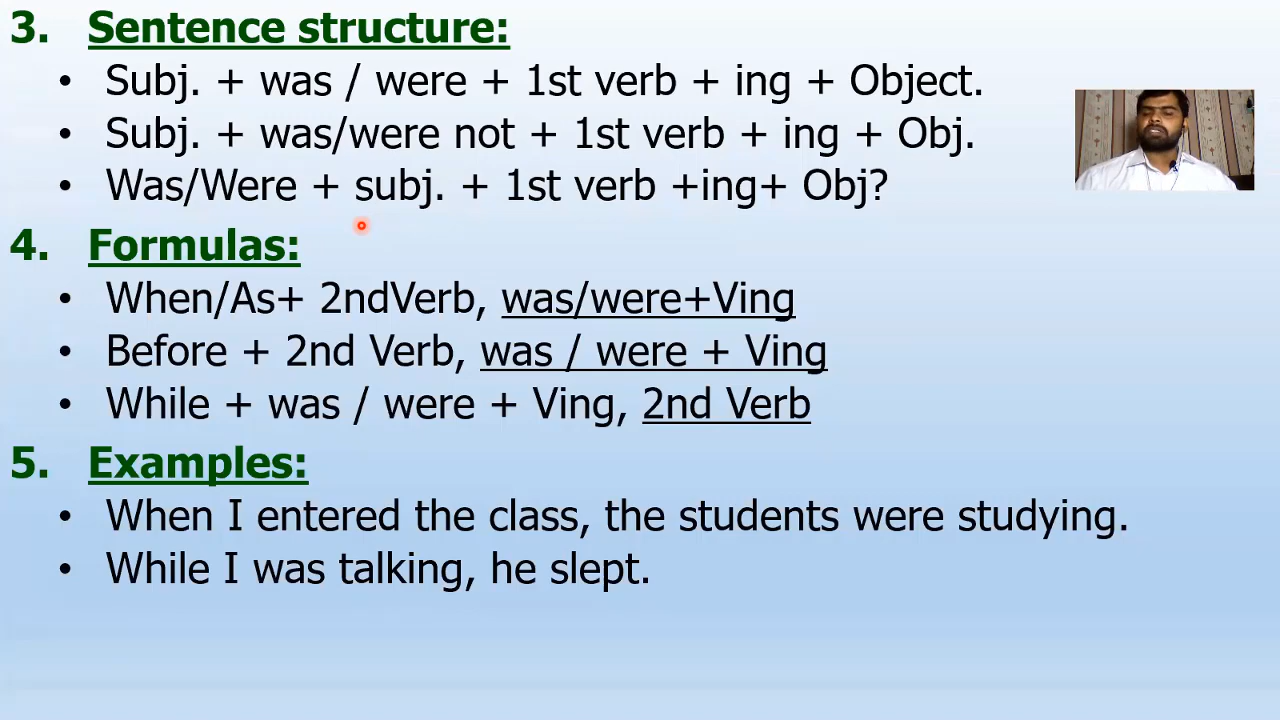 3. Sentence structure:
• Subj. + was / were + 1st verb + ing + Object.
• Subj. + was/were not + 1st verb + ing + Obj.
• Was/Were + subj. + 1st verb +ing+ Obj?
4. Formulas:
• When/As+ 2ndVerb, was/were+Ving
• Before + 2nd Verb, was / were + Ving
• While + was / were + Ving, 2nd Verb
5. Examples:
• When I entered the class, the students were studying.
• While I was talking, he slept.